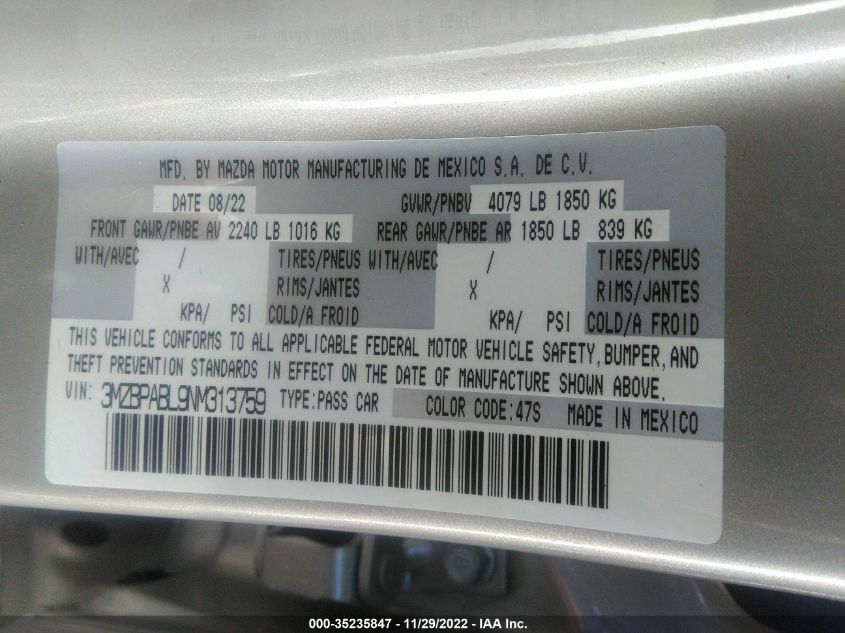 MFD. BY MAZDA MOTOR MANUFACTURING DE MEXICO S.A. DE C.V.
DATE 08/22 GVWR/PNBV 4079 LB 1850 KG
FRONT GAWR/PNBE AV 2240 LB 1016 KG REAR GAWR/PNBE AR 1850 LB 839 KG
WITH/AVEC / TIRES/PNEUS WITH/AVEC / TIRES/PNEUS
X RIMS/JANTES X RIMS/JANTES
KPA/ PSI COLD/A FROID KPA/ PSI COLD/A FROID
THIS VEHICLE CONFORMS TO ALL APPLICABLE FEDERAL MOTOR VEHICLE SAFETY, BUMPER, AND
THEFT PREVENTION STANDARDS IN EFFECT ON THE DATE OF MANUFACTURE SHOWN ABOVE.
VIN: 3MZBPABL9NM313759 TYPE:PASS CAR COLOR CODE:47S MADE IN MEXICO
000-35235847 - 11/29/2022 - IAA Inc.